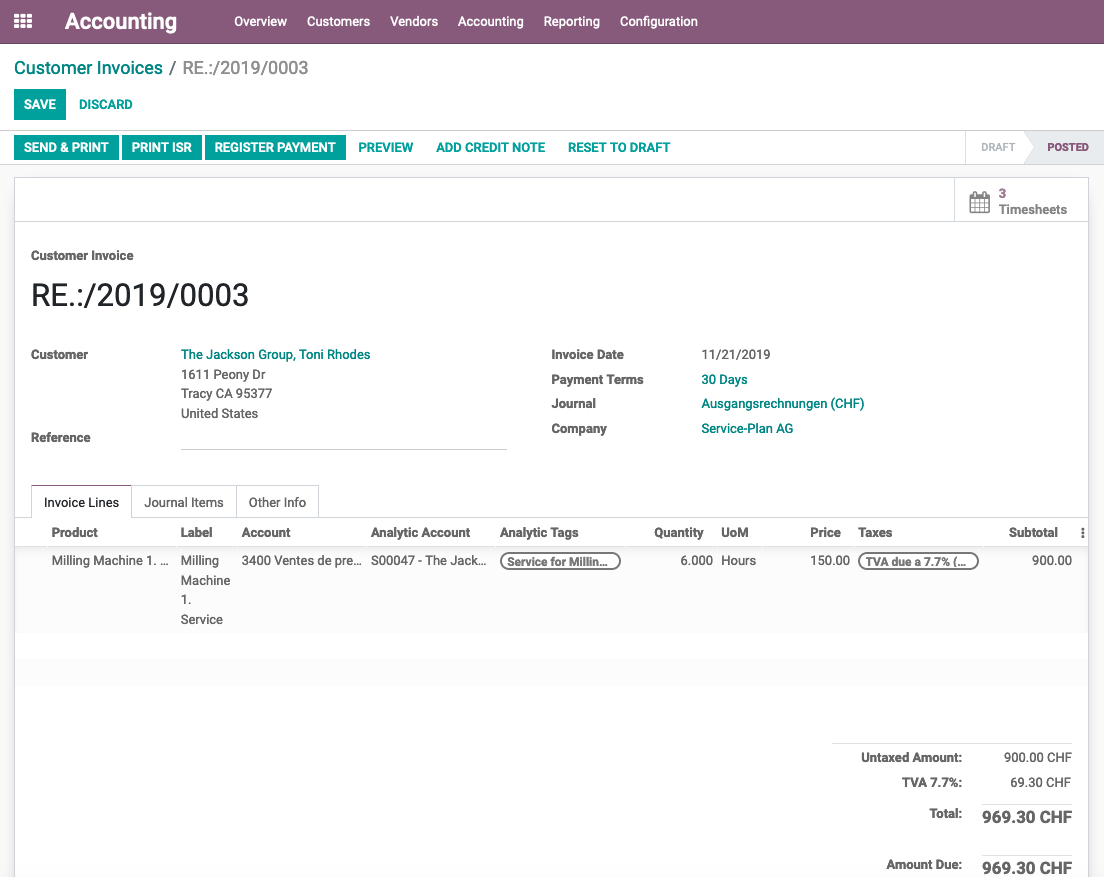 Accounting Overview Customers Vendors Accounting Reporting Configuration
Customer Invoices / RE.:/2019/0003
SAVE DISCARD
SEND & PRINT PRINT ISR REGISTER PAYMENT PREVIEW ADD CREDIT NOTE RESET TO DRAFT DRAFT POSTED
3
Timesheets
Customer Invoice
RE.:/2019/0003
Customer The Jackson Group, Toni Rhodes
1611 Peony Dr
Tracy CA 95377
United States
Reference
Invoice Date 11/21/2019
Payment Terms 30 Days
Journal Ausgangsrechnungen (CHF)
Company Service-Plan AG
Invoice Lines Journal Items Other Info
Product Label Account Analytic Account Analytic Tags Quantity UoM Price Taxes Subtotal
Milling Machine 1. ... Milling 3400 Ventes de pre... S00047 - The Jack... Service for Millin... 6.000 Hours 150.00 TVA due a 7.7% (... 900.00
Machine
1.
Service
Untaxed Amount: 900.00 CHF
TVA 7.7%: 69.30 CHF
Total: 969.30 CHF
Amount Due: 969.30 CHF